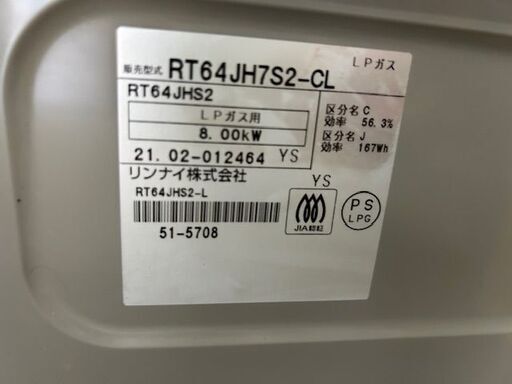 LPガス
販売型式 RT64JH7S2-CL
RT64JHS2
LPガス用
8.00kW
区分名 C
効率 56.3%
区分名 J
効率 167Wh
21.02-012464 YS
リンナイ株式会社
RT64JHS2-L
51-5708
YS
JIA認証
PS
LPG